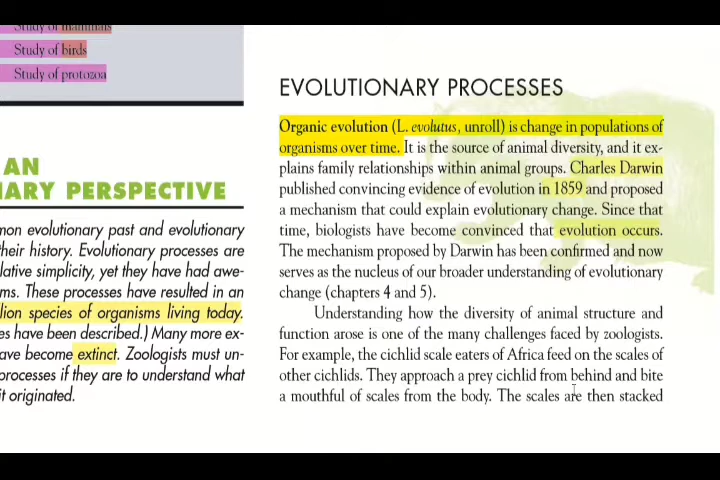 Study of mammals
Study of birds
Study of protozoa
AN
ARY PERSPECTIVE
mon evolutionary past and evolutionary
their history. Evolutionary processes are
lative simplicity, yet they have had awe-
ms. These processes have resulted in an
lion species of organisms living today.
es have been described.) Many more ex-
ave become extinct. Zoologists must un-
processes if they are to understand what
it originated.
EVOLUTIONARY PROCESSES
Organic evolution (L. evolutus, unroll) is change in populations of
organisms over time. It is the source of animal diversity, and it ex-
plains family relationships within animal groups. Charles Darwin
published convincing evidence of evolution in 1859 and proposed
a mechanism that could explain evolutionary change. Since that
time, biologists have become convinced that evolution occurs.
The mechanism proposed by Darwin has been confirmed and now
serves as the nucleus of our broader understanding of evolutionary
change (chapters 4 and 5).
Understanding how the diversity of animal structure and
function arose is one of the many challenges faced by zoologists.
For example, the cichlid scale eaters of Africa feed on the scales of
other cichlids. They approach a prey cichlid from behind and bite
a mouthful of scales from the body. The scales are then stacked